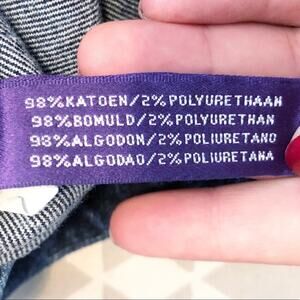 98%KATOEN/2%POLYURETHAAN
98%BOMULD/2%POLYURETHAN
98%ALGODON/2%POLIURETANO
98%ALGODAO/2%POLIURETANA